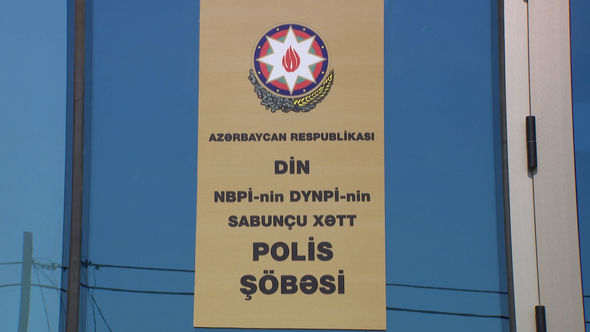 AZƏRBAYCAN RESPUBLİKASI
DİN
NBPİ-nin DYNPİ-nin
SABUNÇU XƏTT
POLİS
ŞÖBƏSİ